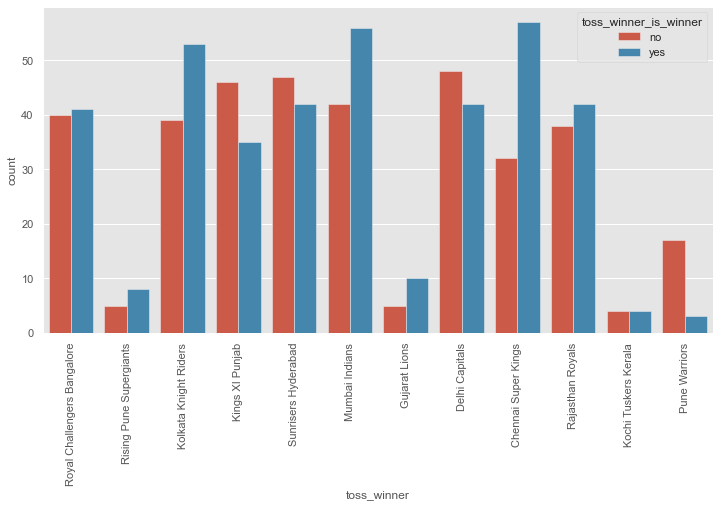 toss_winner_is_winner
no
yes
50
40
30
20
10
0
count
Royal Challengers Bangalore
Rising Pune Supergiants
Kolkata Knight Riders
Kings XI Punjab
Sunrisers Hyderabad
Mumbai Indians
Gujarat Lions
Delhi Capitals
Chennai Super Kings
Rajasthan Royals
Kochi Tuskers Kerala
Pune Warriors
toss_winner